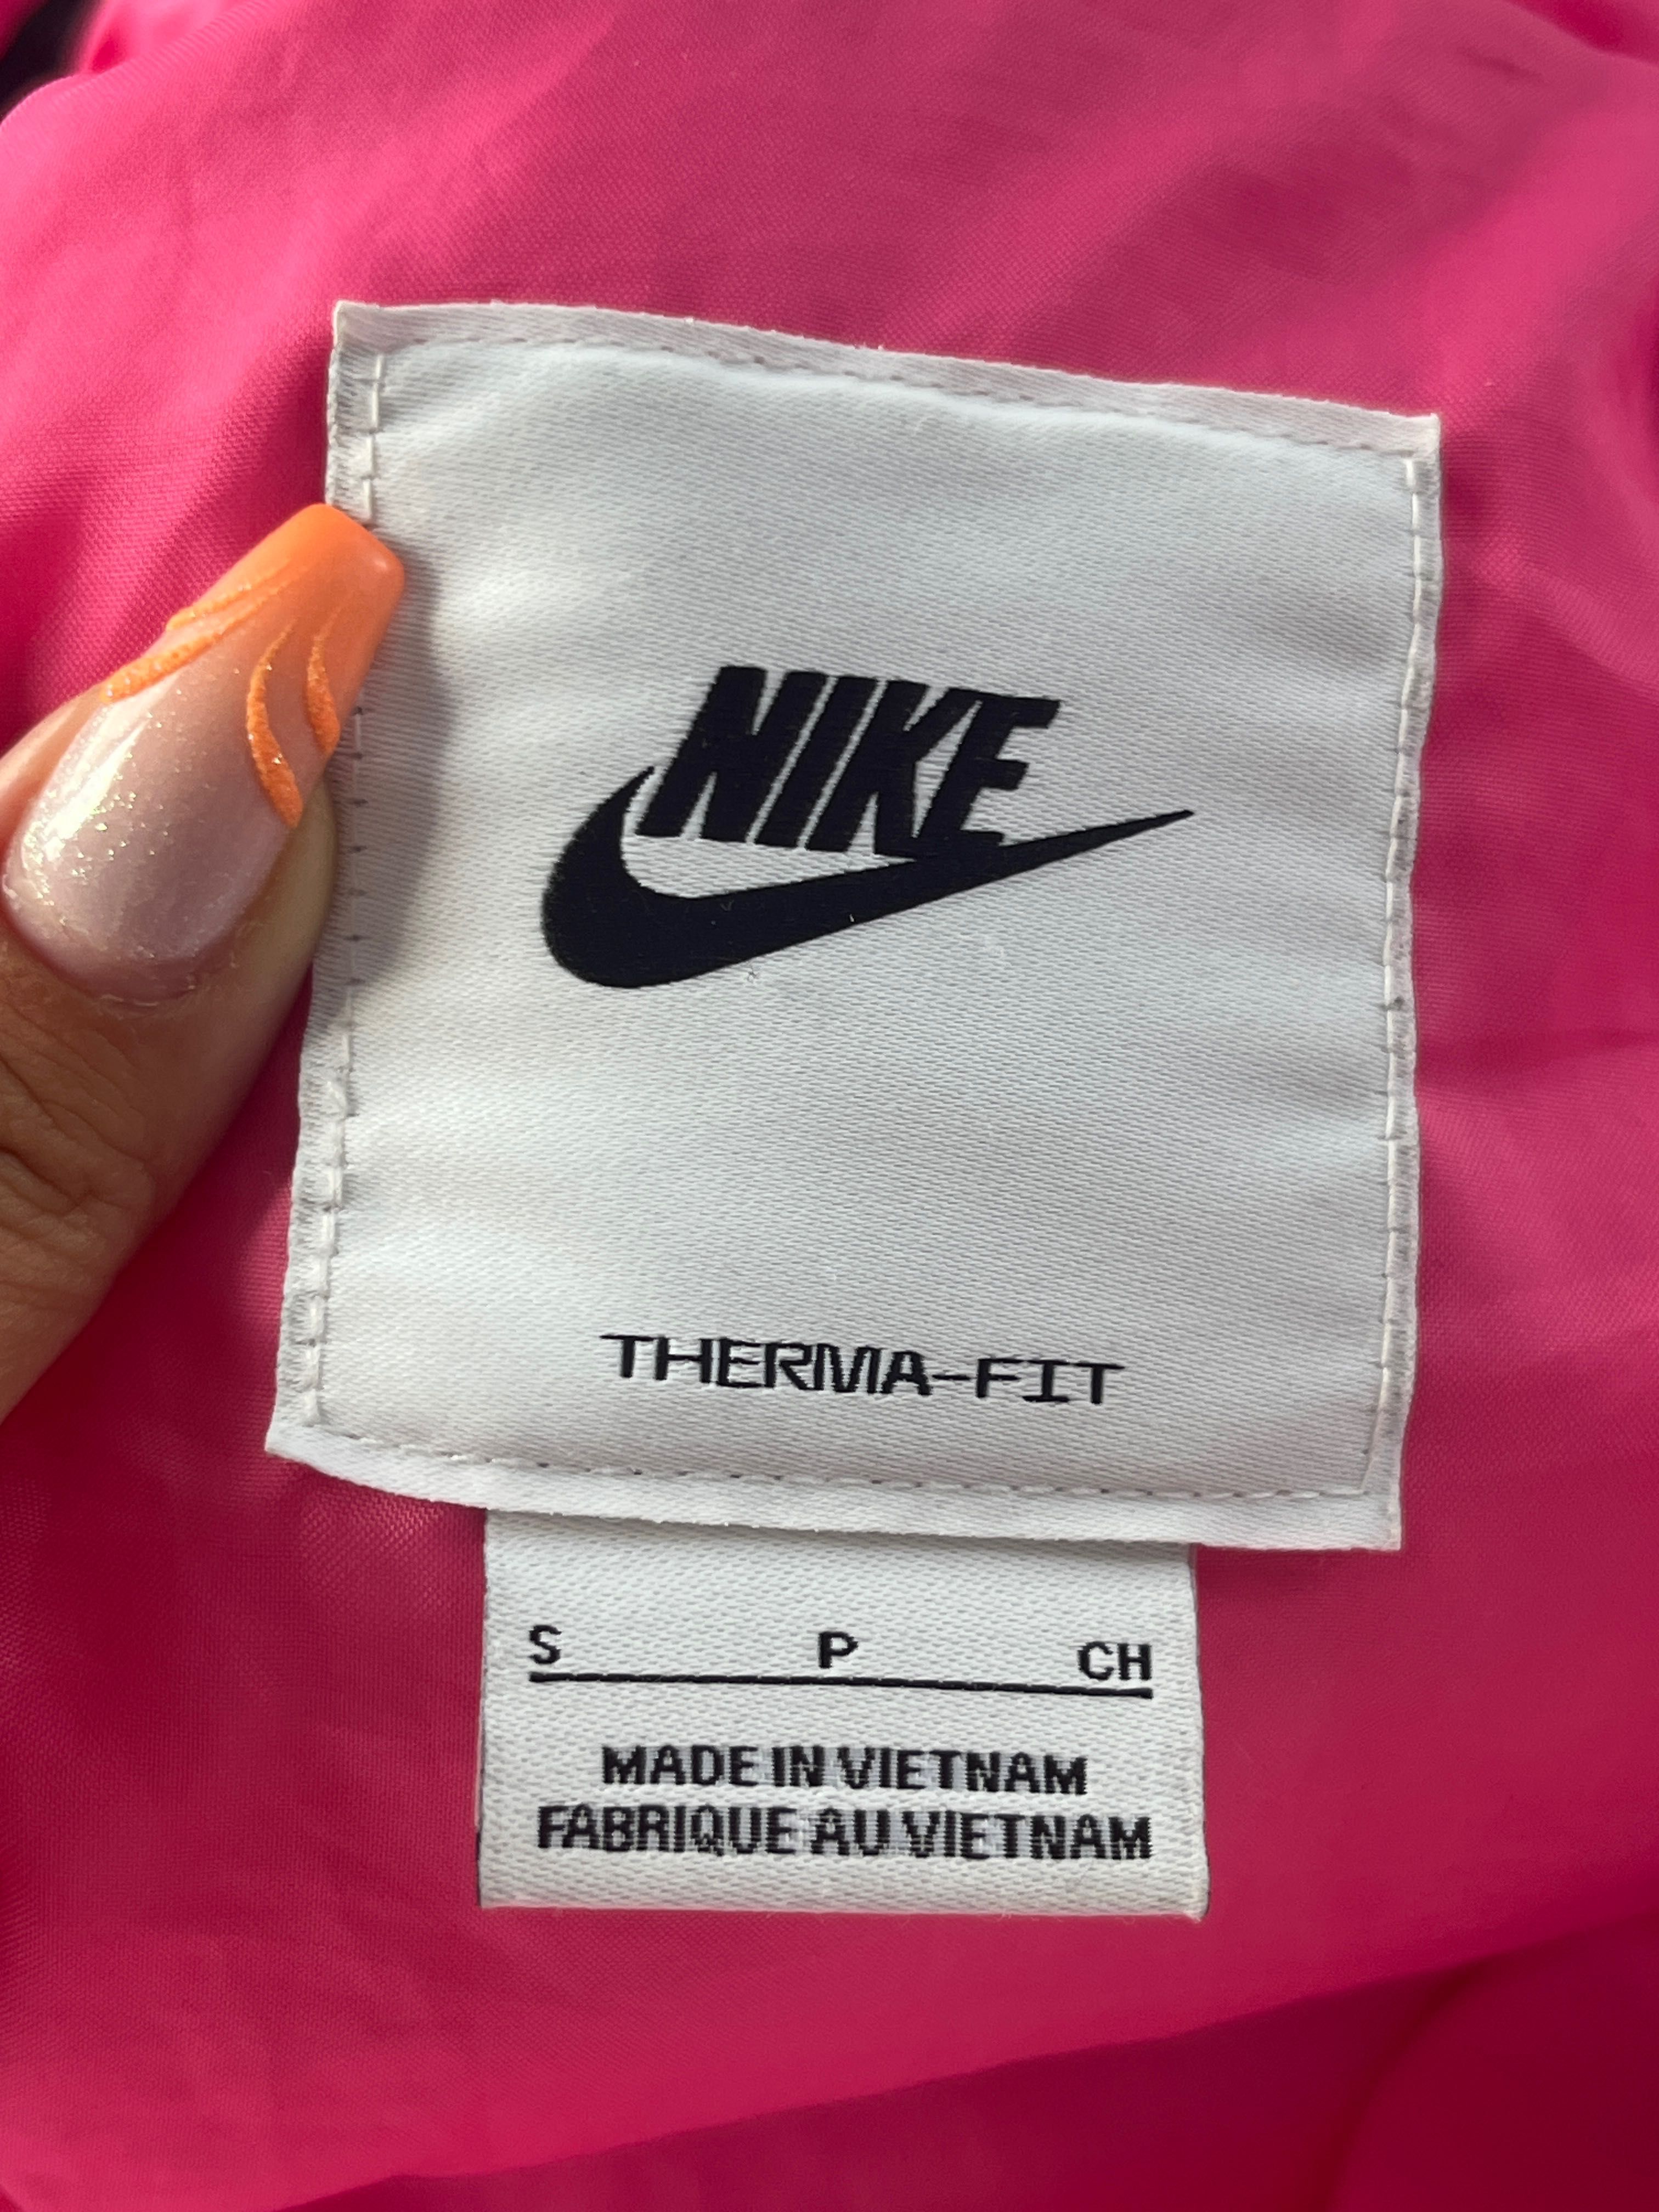 NIKE
THERMA-FIT
S P CH
MADE IN VIETNAM
FABRIQUE AU VIETNAM